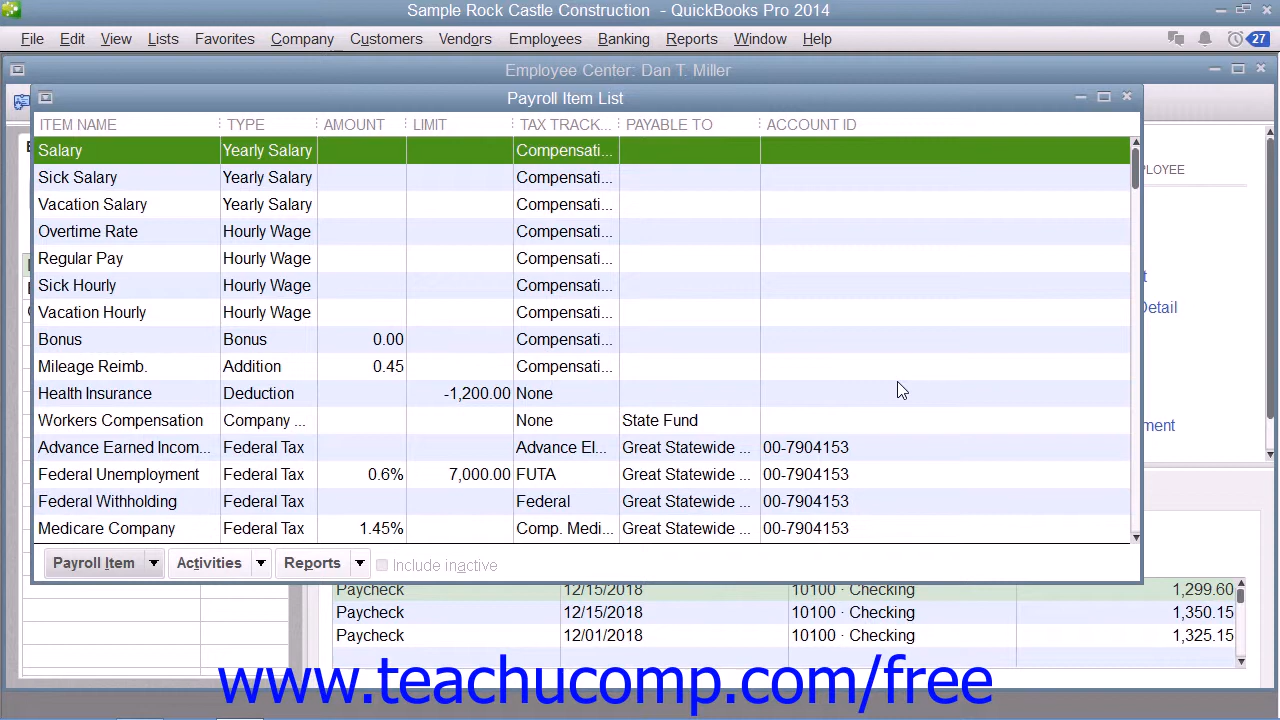 Sample Rock Castle Construction - QuickBooks Pro 2014
File Edit View Lists Favorites Company Customers Vendors Employees Banking Reports Window Help 27
Employee Center: Dan T. Miller
Payroll Item List
ITEM NAME TYPE AMOUNT LIMIT TAX TRACK... PAYABLE TO ACCOUNT ID
Salary Yearly Salary Compensati...
Sick Salary Yearly Salary Compensati...
Vacation Salary Yearly Salary Compensati...
Overtime Rate Hourly Wage Compensati...
Regular Pay Hourly Wage Compensati...
Sick Hourly Hourly Wage Compensati...
Vacation Hourly Hourly Wage Compensati...
Bonus Bonus 0.00 Compensati...
Mileage Reimb. Addition 0.45 Compensati...
Health Insurance Deduction -1,200.00 None
Workers Compensation Company ... None State Fund
Advance Earned Incom... Federal Tax Advance EI... Great Statewide ... 00-7904153
Federal Unemployment Federal Tax 0.6% 7,000.00 FUTA Great Statewide ... 00-7904153
Federal Withholding Federal Tax Federal Great Statewide ... 00-7904153
Medicare Company Federal Tax 1.45% Comp. Medi... Great Statewide ... 00-7904153
Payroll Item Activities Reports Include inactive
Detail
Paycheck 12/15/2018 10100 · Checking 1,299.60
Paycheck 12/15/2018 10100 · Checking 1,350.15
Paycheck 12/01/2018 10100 · Checking 1,325.15
www.teachucomp.com/free